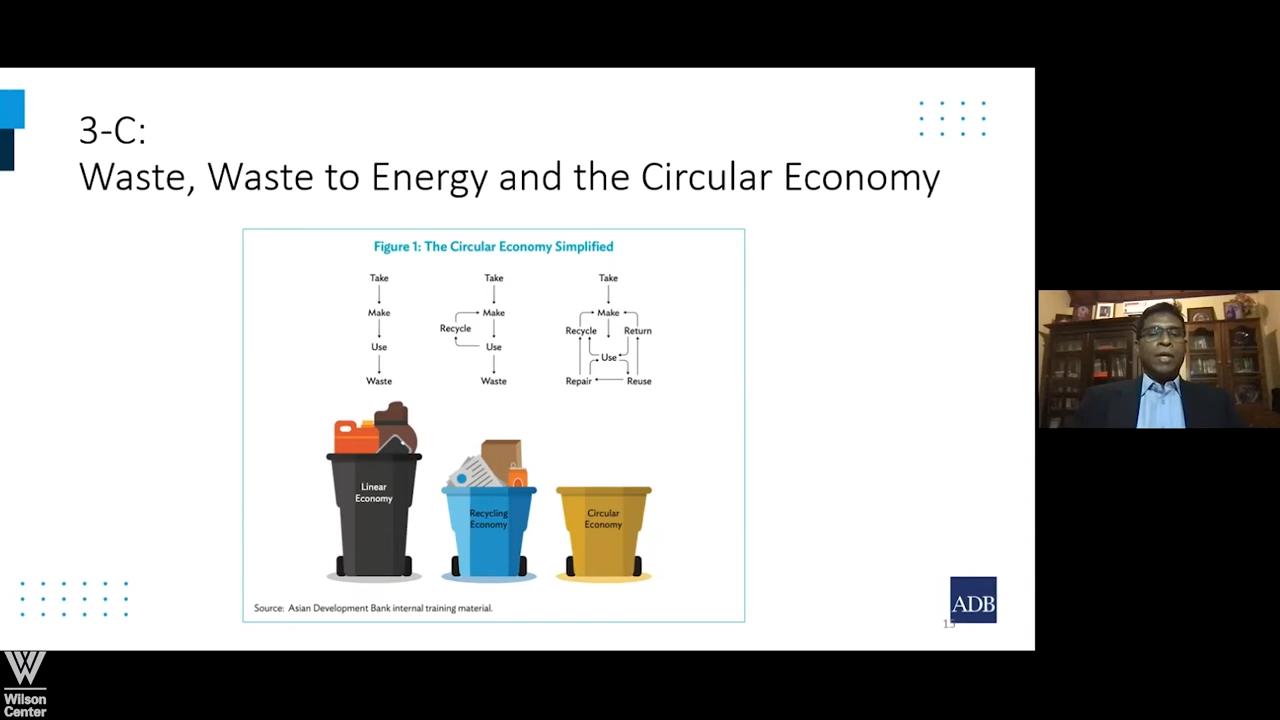 3-C:
Waste, Waste to Energy and the Circular Economy
Figure 1: The Circular Economy Simplified
Take
Make
Use
Waste
Take
Make
Recycle
Use
Waste
Take
Make
Recycle
Return
Use
Repair
Reuse
Linear
Economy
Recycling
Economy
Circular
Economy
Source: Asian Development Bank internal training material.
ADB
15
Wilson
Center